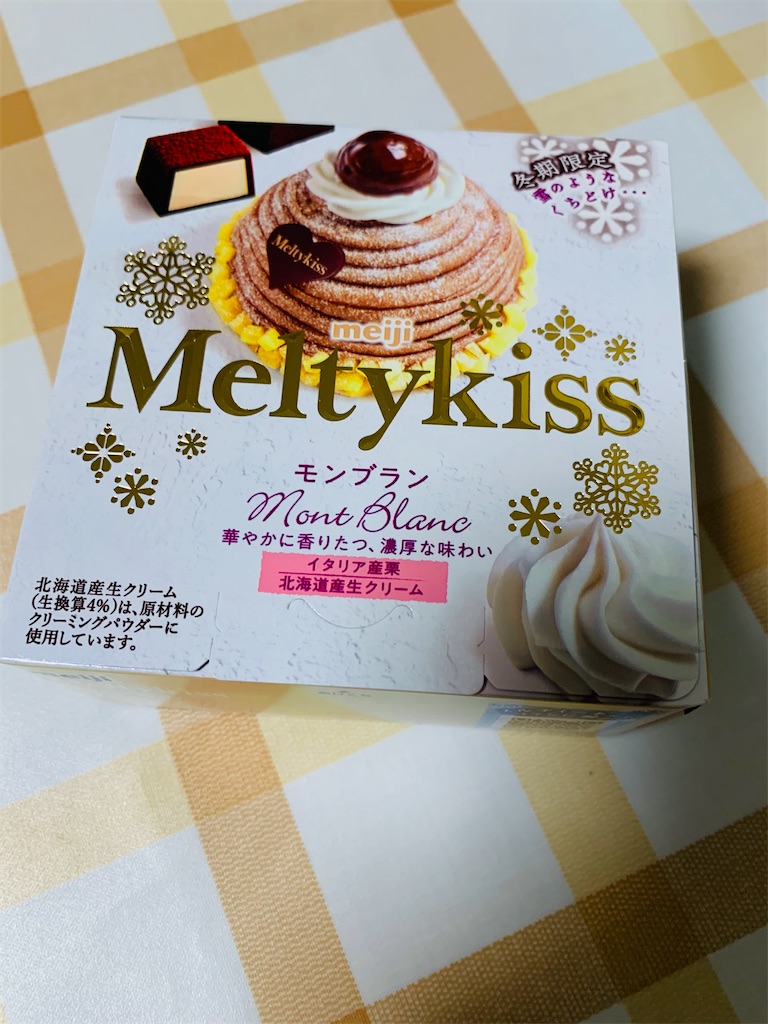 冬期限定
雪のような
くちどけ...
Meltykiss
meiji
Meltykiss
モンブラン
Mont Blanc
華やかに香りたつ、濃厚な味わい
イタリア産栗
北海道産生クリーム
北海道産生クリーム
(生換算4%)は、原材料の
クリーミングパウダーに
使用しています。
meiji